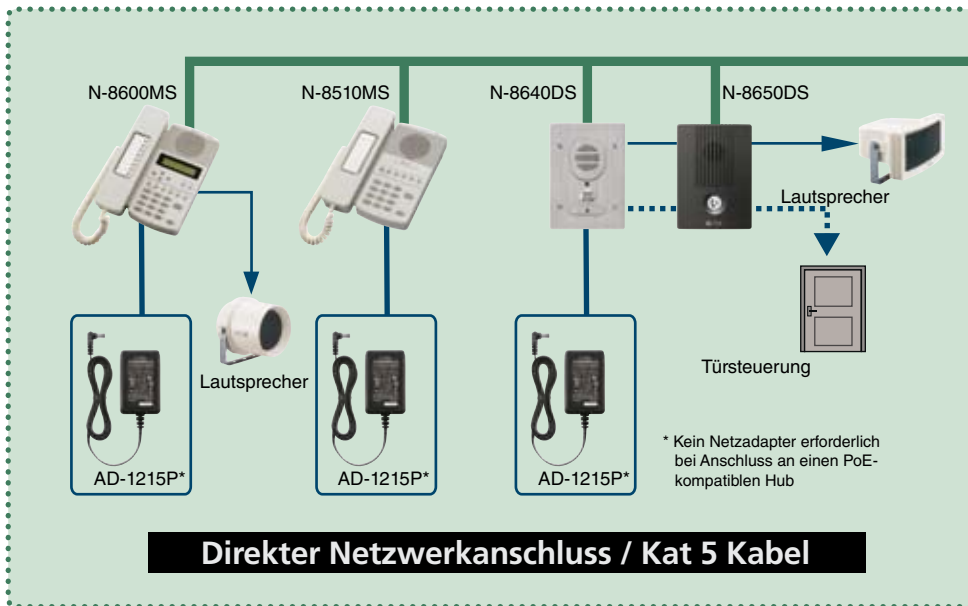 N-8600MS
N-8510MS
N-8640DS
N-8650DS
Lautsprecher
Lautsprecher
Türsteuerung
AD-1215P*
AD-1215P*
AD-1215P*
* Kein Netzadapter erforderlich
bei Anschluss an einen PoE-
kompatiblen Hub
Direkter Netzwerkanschluss / Kat 5 Kabel